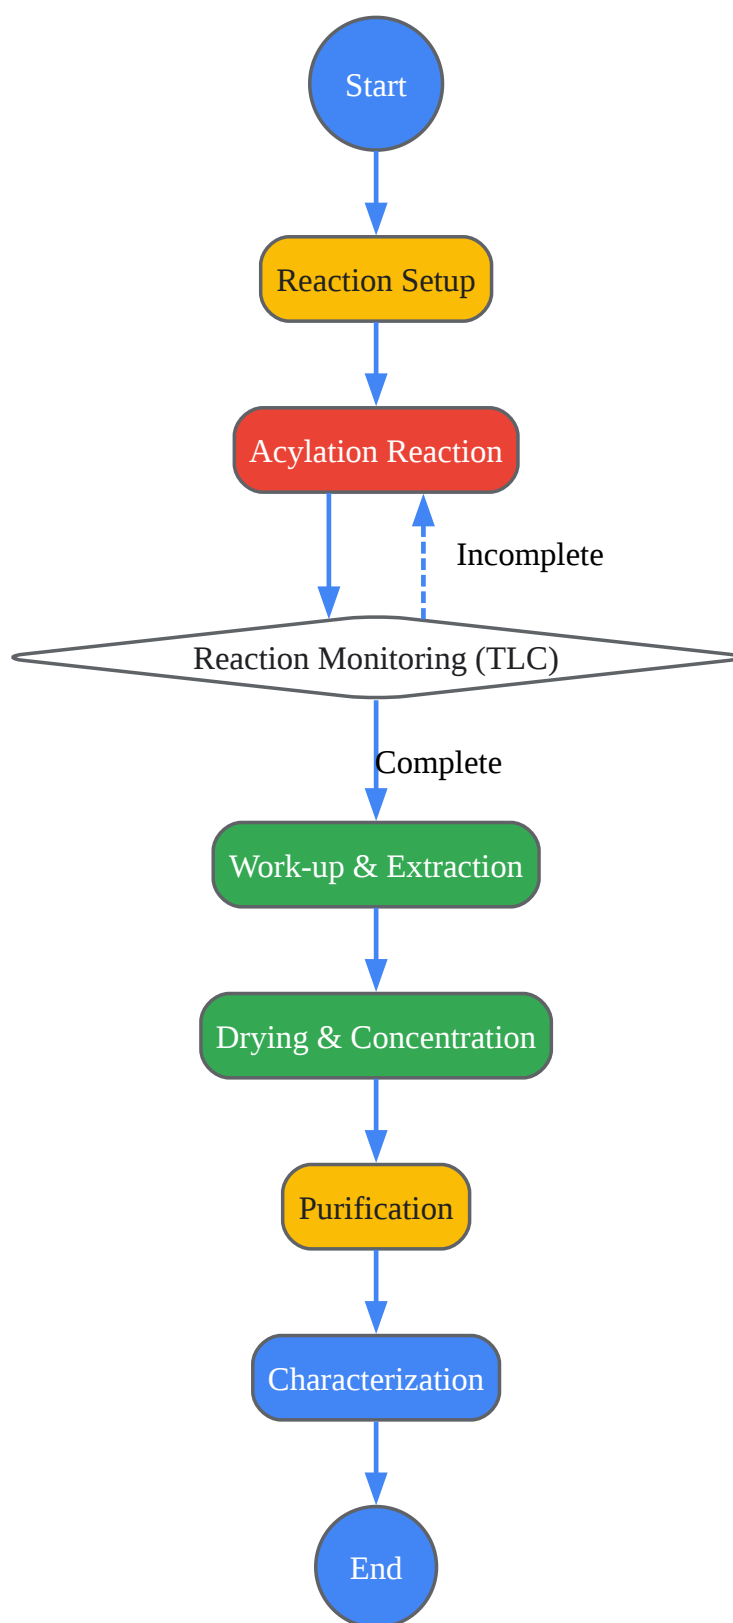 Start
Reaction Setup
Acylation Reaction
Incomplete
Reaction Monitoring (TLC)
Complete
Work-up & Extraction
Drying & Concentration
Purification
Characterization
End